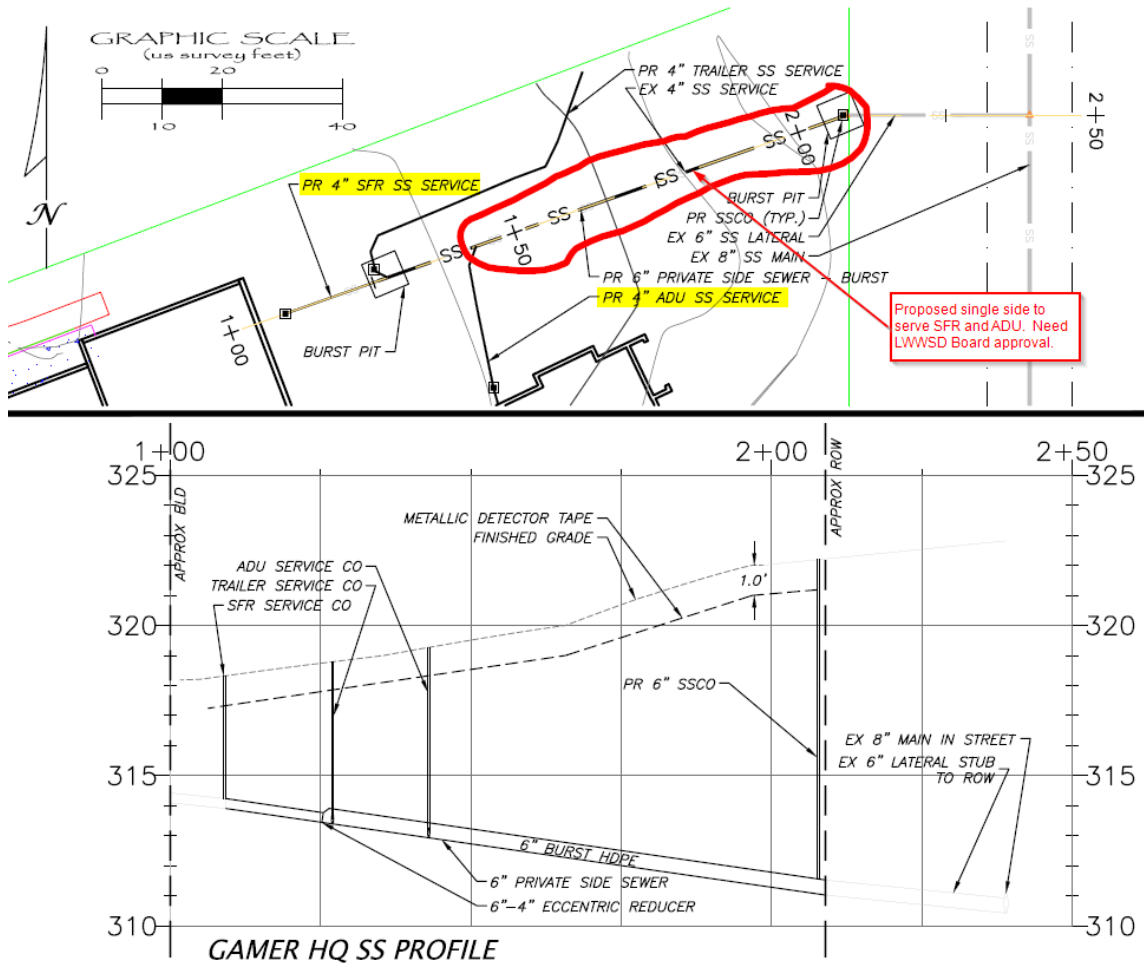 GRAPHIC SCALE
(us survey feet)
0
20
10
40
N
PR 4" TRAILER SS SERVICE
EX 4" SS SERVICE
PR 4" SFR SS SERVICE
SS
SS
SS
SS
SS
SS
SS
SS
1+00
1+50
2+00
2+50
BURST PIT
PR SSCO (TYP.)
EX 6" SS LATERAL
EX 8" SS MAIN
PR 6" PRIVATE SIDE SEWER - BURST
PR 4" ADU SS SERVICE
BURST PIT
Proposed single side to
serve SFR and ADU. Need
LWWSD Board approval.
1+00
2+00
2+50
325
325
APPROX BLD
APPROX ROW
METALLIC DETECTOR TAPE
FINISHED GRADE
ADU SERVICE CO
TRAILER SERVICE CO
SFR SERVICE CO
1.0'
320
320
PR 6" SSCO
EX 8" MAIN IN STREET
EX 6" LATERAL STUB
TO ROW
315
315
6" BURST HDPE
6" PRIVATE SIDE SEWER
6"-4" ECCENTRIC REDUCER
310
310
GAMER HQ SS PROFILE